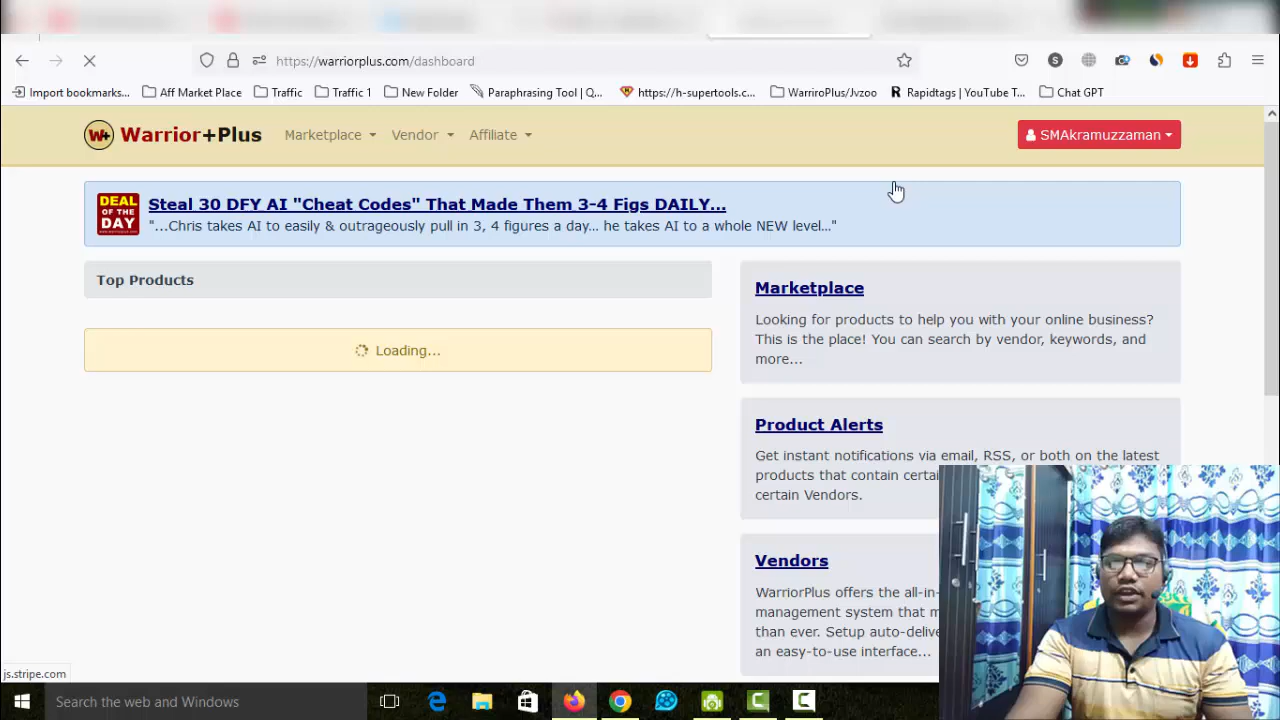 https://warriorplus.com/dashboard
Import bookmarks...
Aff Market Place
Traffic
Traffic 1
New Folder
Paraphrasing Tool | Q...
https://h-supertools.c...
WarriroPlus/Jvzoo
Rapidtags | YouTube T...
Chat GPT
W+ Warrior+Plus
Marketplace
Vendor
Affiliate
SMAkramuzzaman
DEAL
OF THE
DAY
Steal 30 DFY AI "Cheat Codes" That Made Them 3-4 Figs DAILY...
"...Chris takes AI to easily & outrageously pull in 3, 4 figures a day... he takes AI to a whole NEW level..."
Top Products
Loading...
Marketplace
Looking for products to help you with your online business?
This is the place! You can search by vendor, keywords, and
more...
Product Alerts
Get instant notifications via email, RSS, or both on the latest
products that contain certai
certain Vendors.
Vendors
WarriorPlus offers the all-in-
management system that m
than ever. Setup auto-delive
an easy-to-use interface...
js.stripe.com
Search the web and Windows